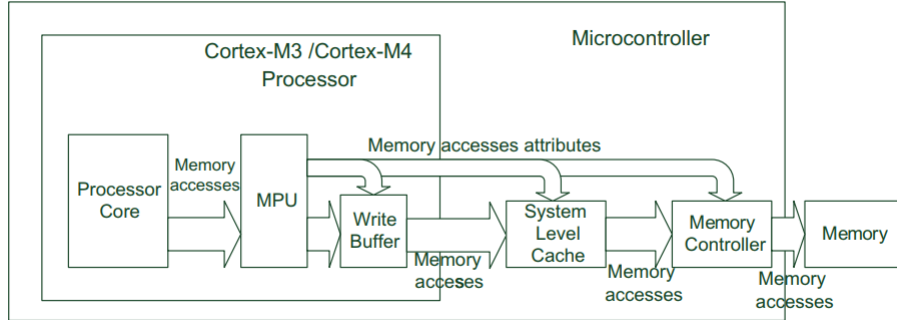 Cortex-M3 /Cortex-M4
Processor
Microcontroller
Memory accesses attributes
Memory
accesses
Processor
Core
MPU
Write
Buffer
System
Level
Cache
Memory
Controller
Memory
Memory
accesses
Memory
accesses
Memory
accesses